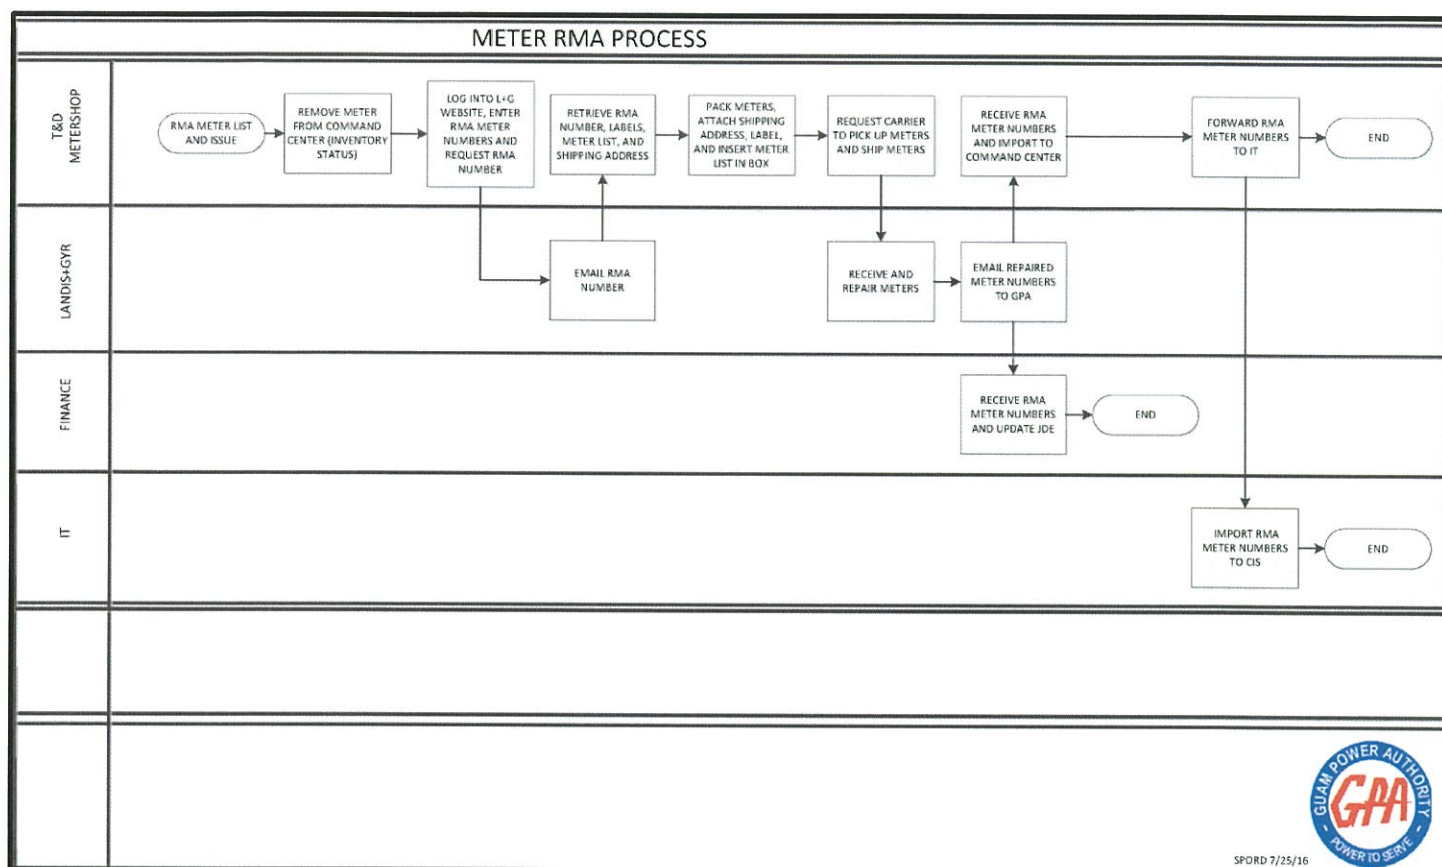 METER RMA PROCESS
T&D
METERSHOP
RMA METER LIST
AND ISSUE
REMOVE METER
FROM COMMAND
CENTER (INVENTORY
STATUS)
LOG INTO L+G
WEBSITE, ENTER
RMA METER
NUMBERS AND
REQUEST RMA
NUMBER
RETRIEVE RMA
NUMBER, LABELS,
METER LIST, AND
SHIPPING ADDRESS
PACK METERS,
ATTACH SHIPPING
ADDRESS, LABEL,
AND INSERT METER
LIST IN BOX
REQUEST CARRIER
TO PICK UP METERS
AND SHIP METERS
RECEIVE RMA
METER NUMBERS
AND IMPORT TO
COMMAND CENTER
FORWARD RMA
METER NUMBERS
TO IT
END
LANDIS+GYR
EMAIL RMA
NUMBER
RECEIVE AND
REPAIR METERS
EMAIL REPAIRED
METER NUMBERS
TO GPA
FINANCE
RECEIVE RMA
METER NUMBERS
AND UPDATE JDE
END
IT
IMPORT RMA
METER NUMBERS
TO CIS
END
GUAM POWER AUTHORITY
GPA
POWER TO SERVE
SPORD 7/25/16